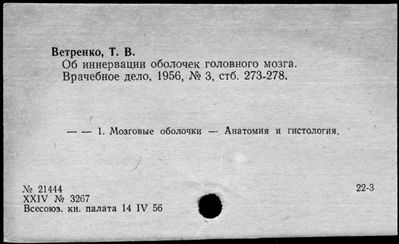 Ветренко, Т. В.
Об иннервации оболочек головного мозга.
Врачебное дело, 1956, № 3, стб. 273-278.
— — 1. Мозговые оболочки — Анатомия и гистология.
№ 21444
22-3
XXIV № 3267
Всесоюз. кн. палата 14 IV 56